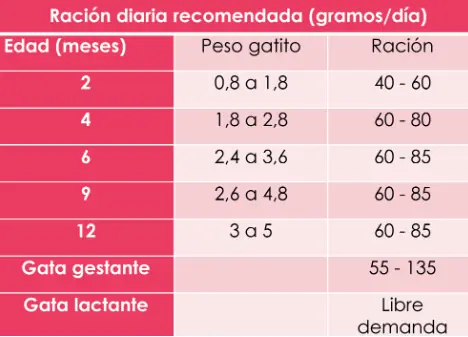 Ración diaria recomendada (gramos/día)
Edad (meses) Peso gatito Ración
2 0,8 a 1,8 40 - 60
4 1,8 a 2,8 60 - 80
6 2,4 a 3,6 60 - 85
9 2,6 a 4,8 60 - 85
12 3 a 5 60 - 85
Gata gestante 55 - 135
Gata lactante Libre
demanda